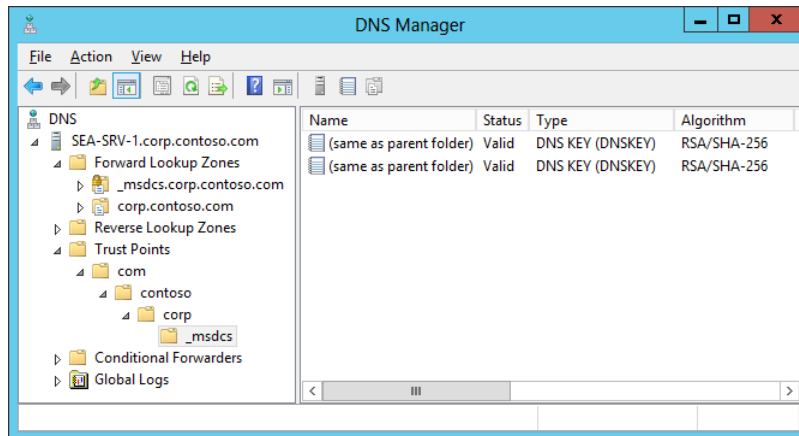 DNS Manager
File Action View Help
DNS
SEA-SRV-1.corp.contoso.com
Forward Lookup Zones
_msdcs.corp.contoso.com
corp.contoso.com
Reverse Lookup Zones
Trust Points
com
contoso
corp
_msdcs
Conditional Forwarders
Global Logs
Name Status Type Algorithm
(same as parent folder) Valid DNS KEY (DNSKEY) RSA/SHA-256
(same as parent folder) Valid DNS KEY (DNSKEY) RSA/SHA-256